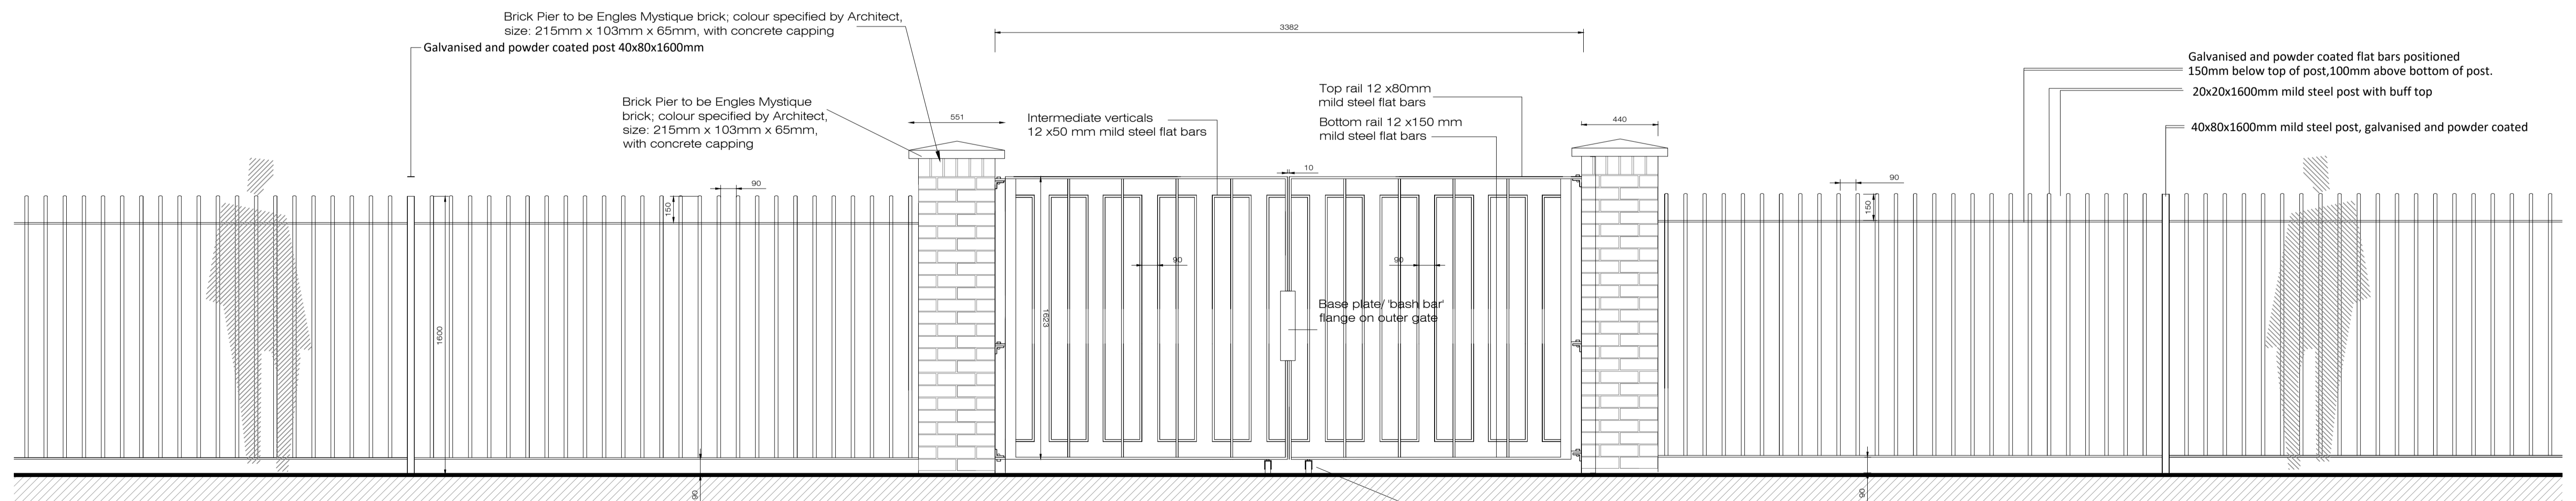 Brick Pier to be Engles Mystique brick; colour specified by Architect,
size: 215mm x 103mm x 65mm, with concrete capping
Galvanised and powder coated post 40x80x1600mm
3382
Galvanised and powder coated flat bars positioned
150mm below top of post,100mm above bottom of post.
20x20x1600mm mild steel post with buff top
40x80x1600mm mild steel post, galvanised and powder coated
Brick Pier to be Engles Mystique
brick; colour specified by Architect,
size: 215mm x 103mm x 65mm,
with concrete capping
551
Intermediate verticals
12 x50 mm mild steel flat bars
Top rail 12 x80mm
mild steel flat bars
Bottom rail 12 x150 mm
mild steel flat bars
440
10
90
150
90
150
90
90
1600
1623
Base plate/ 'bash bar'
flange on outer gate
90
90